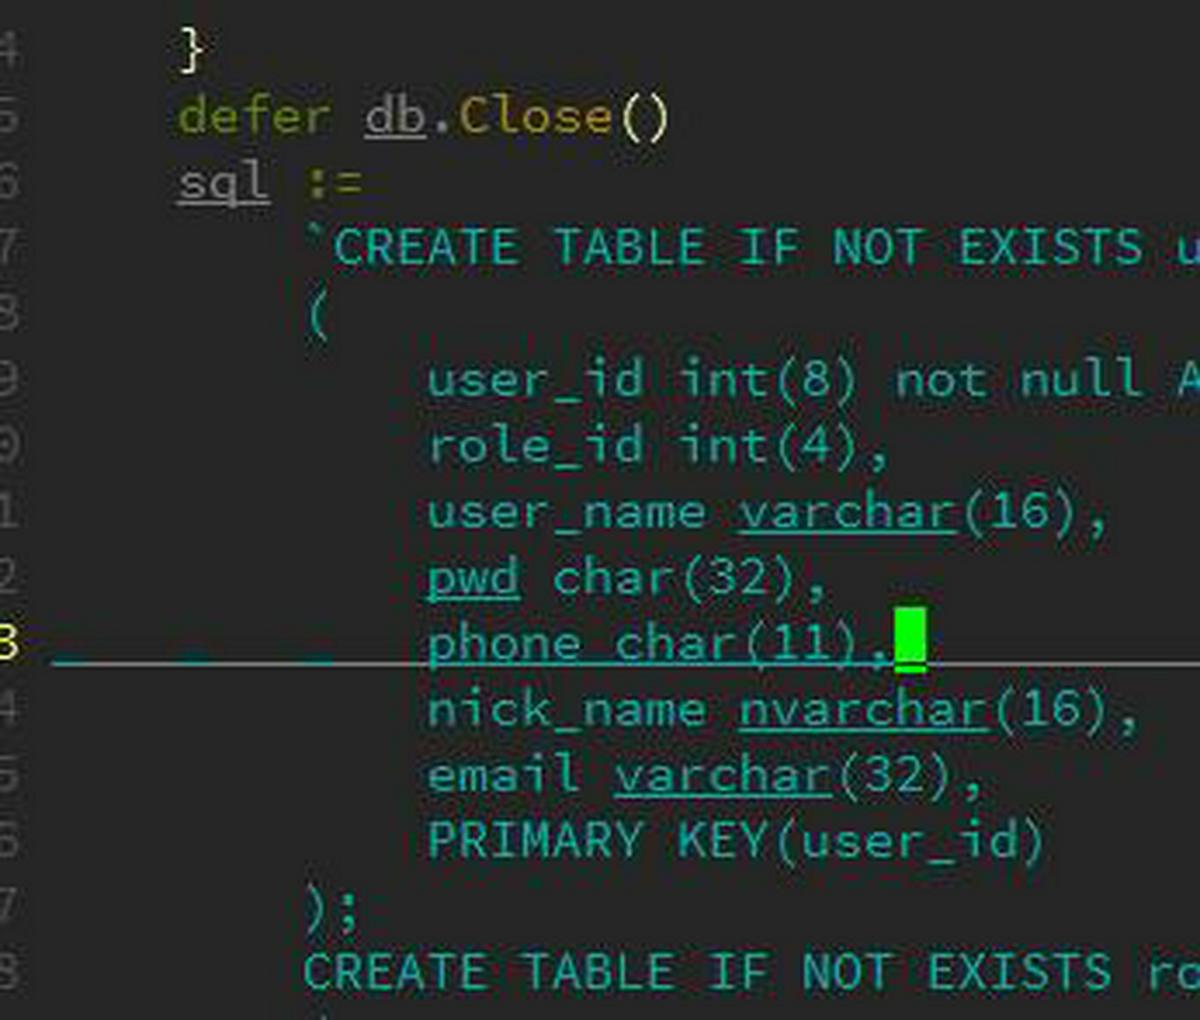 4 }
5 defer db.Close()
6 sql :=
7 `CREATE TABLE IF NOT EXISTS u
8 (
9 user_id int(8) not null A
0 role_id int(4),
1 user_name varchar(16),
2 pwd char(32),
3 phone char(11),
4 nick_name nvarchar(16),
5 email varchar(32),
6 PRIMARY KEY(user_id)
7 );
8 CREATE TABLE IF NOT EXISTS ro